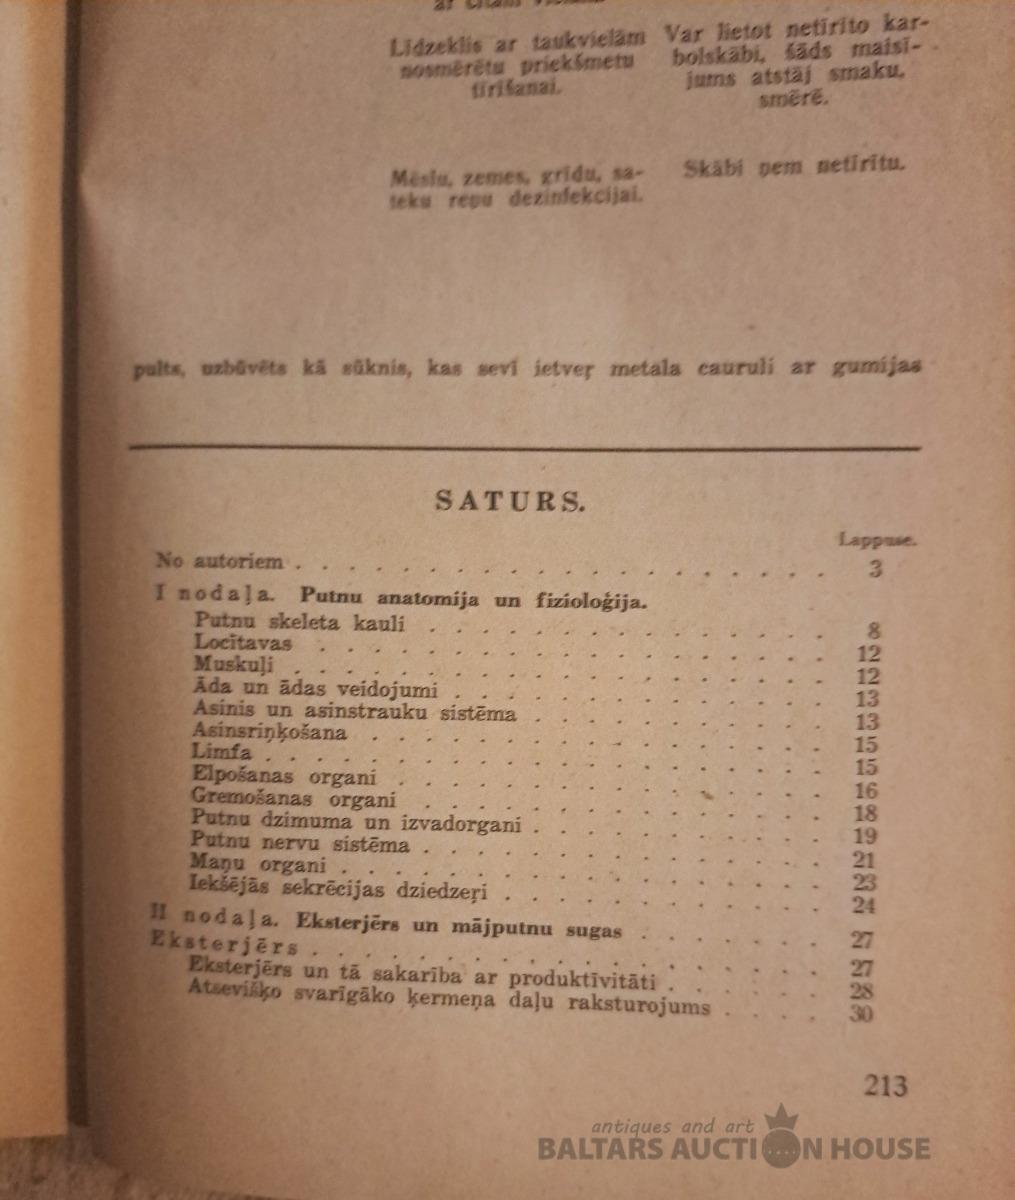 ar citām
Līdzeklis ar taukvielām
nosmērētu priekšmetu
tīrīšanai.
Var lietot netīrīto kar-
bolskābi, šāds maisī-
jums atstāj smaku,
smērē.
Mēslu, zemes, grīdu, sa-
teku reņu dezinfekcijai.
Skābi ņem netīrītu.
pults, uzbūvēts kā sūknis, kas sevī ietveŗ metala cauruli ar gumijas
SATURS.
Lappuse.
No autoriem . . . . . . . . . . . . . . . . . . . . 3
I nodaļa. Putnu anatomija un fizioloģija.
Putnu skeleta kauli . . . . . . . . . . . . . . . 8
Locītavas . . . . . . . . . . . . . . . . . . . 12
Muskuļi . . . . . . . . . . . . . . . . . . . . 12
Āda un ādas veidojumi . . . . . . . . . . . . . . 13
Asinis un asinstrauku sistēma . . . . . . . . . . . 13
Asinsriņķošana . . . . . . . . . . . . . . . . . 15
Limfa . . . . . . . . . . . . . . . . . . . . . 15
Elpošanas organi . . . . . . . . . . . . . . . . 16
Gremošanas organi . . . . . . . . . . . . . . . 18
Putnu dzimuma un izvadorgani . . . . . . . . . . . 19
Putnu nervu sistēma . . . . . . . . . . . . . . . 21
Maņu organi . . . . . . . . . . . . . . . . . . 23
Iekšējās sekrēcijas dziedzeŗi . . . . . . . . . . . . 24
II nodaļa. Eksterjērs un mājputnu sugas . . . . . . . 27
Eksterjērs . . . . . . . . . . . . . . . . . . . 27
Eksterjērs un tā sakarība ar produktīvitāti . . . . . . 28
Atsevišķo svarīgāko ķermeņa daļu raksturojums . . . . 30
213
antiques and art
BALTARS AUCTION HOUSE